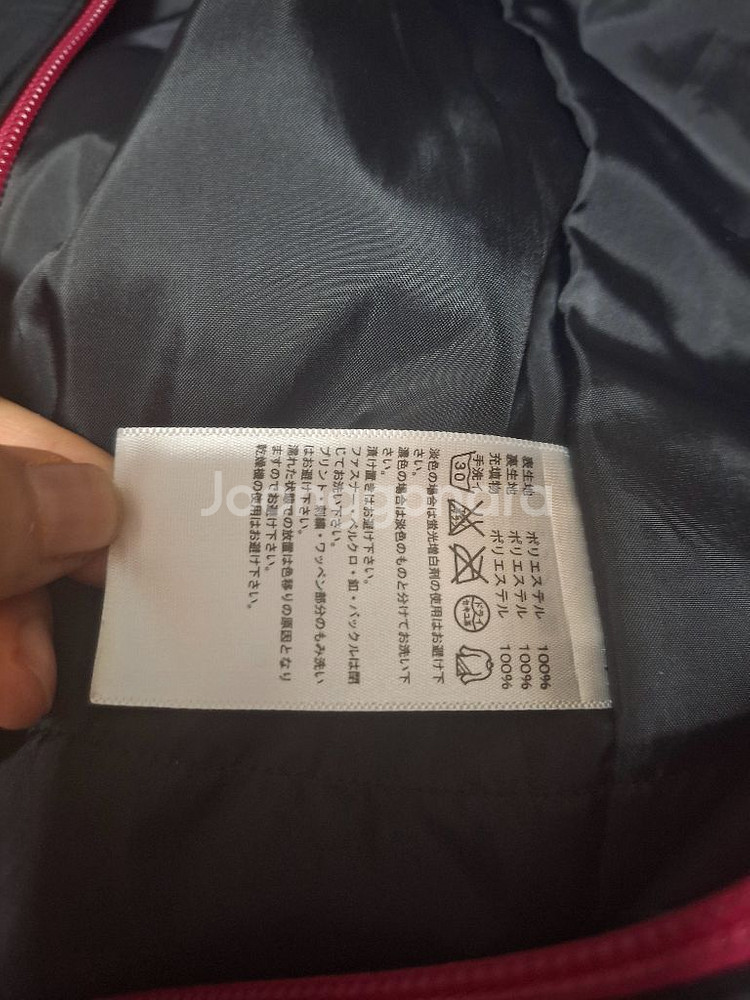 表生地 ポリエステル 100%
裏生地 ポリエステル 100%
充填物 ポリエステル 100%
手洗イ
30
ドライ
セキユ系
淡色の場合は蛍光増白剤の使用はお避け下
さい。
濃色の場合は淡色のものと分けてお洗い下
さい。
漬け置きはお避け下さい。
ファスナー・ベルクロ・釦・バックルは閉
じてお洗い下さい。
プリント・刺繍・ワッペン部分のもみ洗い
はお避け下さい。
濡れた状態での放置は色移りの原因となり
ますのでお避け下さい。
乾燥機の使用はお避け下さい。